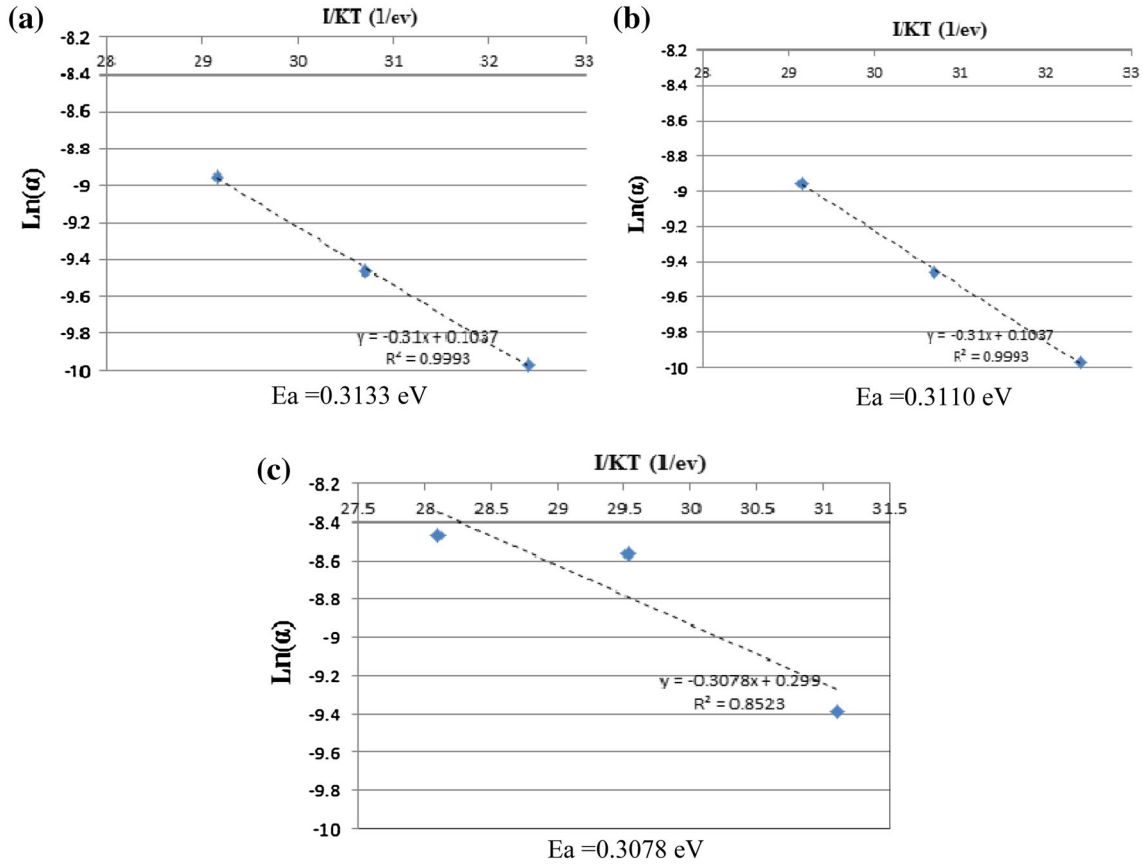 (a)
I/KT (1/ev)
-8.2
28 29 30 31 32 33
-8.4
-8.6
-8.8
-9
-9.2
-9.4
-9.6
-9.8
-10
Ln(α)
y = -0.31x + 0.1037
R² = 0.9993
Ea =0.3133 eV
(b)
I/KT (1/ev)
-8.2
28 29 30 31 32 33
-8.4
-8.6
-8.8
-9
-9.2
-9.4
-9.6
-9.8
-10
Ln(α)
y = -0.31x + 0.1037
R² = 0.9993
Ea =0.3110 eV
(c)
I/KT (1/ev)
-8.2
27.5 28 28.5 29 29.5 30 30.5 31 31.5
-8.4
-8.6
-8.8
-9
-9.2
-9.4
-9.6
-9.8
-10
Ln(α)
y = -0.3078x + 0.299
R² = 0.8523
Ea =0.3078 eV